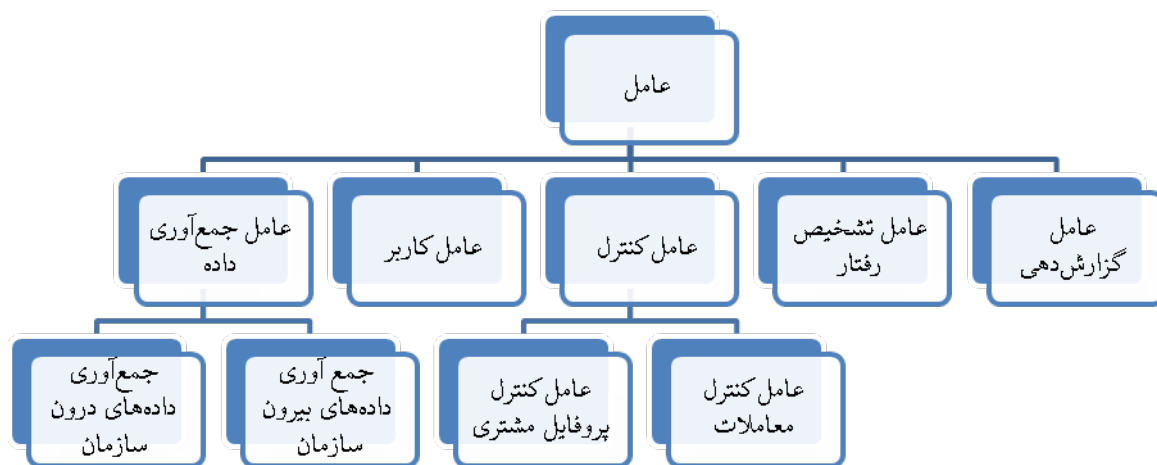 عامل
عامل گزارش‌دهی
عامل تشخیص
رفتار
عامل کنترل
عامل کاربر
عامل جمع‌آوری
داده
عامل کنترل
معاملات
عامل کنترل
پروفایل مشتری
جمع آوری
داده‌های بیرون
سازمان
جمع‌آوری
داده‌های درون
سازمان